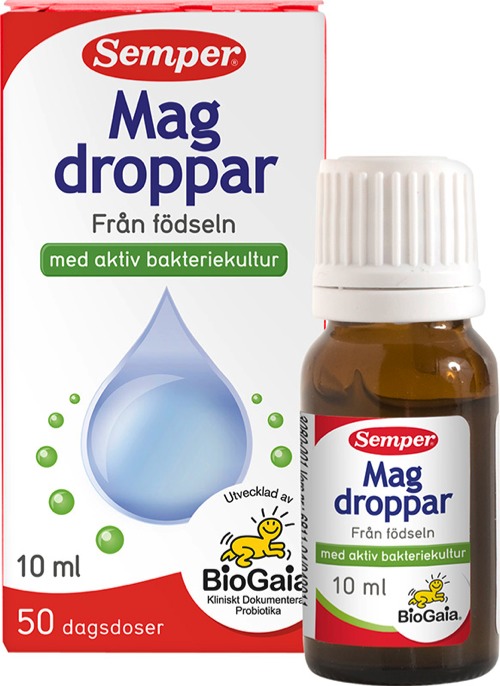 Semper®
Mag
droppar
Från födseln
med aktiv bakteriekultur
Utvecklad av
BioGaia
Kliniskt Dokumentera
Probiotika
10 ml
50 dagsdoser
Semper®
Mag
droppar
Från födseln
med aktiv bakteriekultur
10 ml
BioGaia®